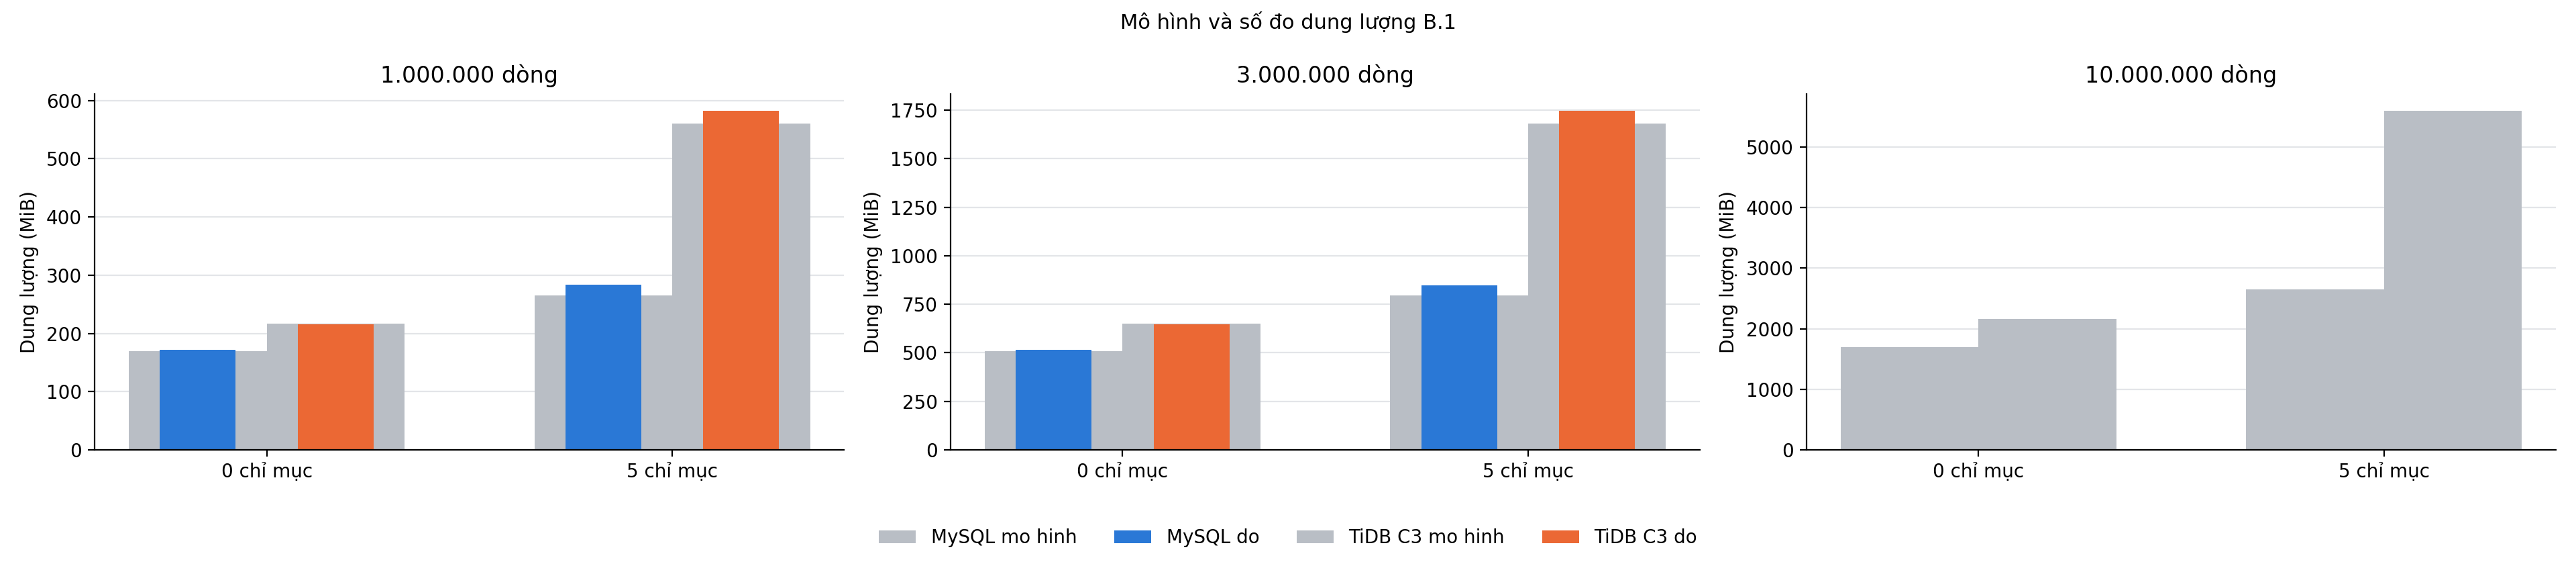 Mô hình và số đo dung lượng B.1
1.000.000 dòng
Dung lượng (MiB)
600
500
400
300
200
100
0
0 chỉ mục
5 chỉ mục
3.000.000 dòng
Dung lượng (MiB)
1750
1500
1250
1000
750
500
250
0
0 chỉ mục
5 chỉ mục
10.000.000 dòng
Dung lượng (MiB)
5000
4000
3000
2000
1000
0
0 chỉ mục
5 chỉ mục
MySQL mo hinh
MySQL do
TiDB C3 mo hinh
TiDB C3 do